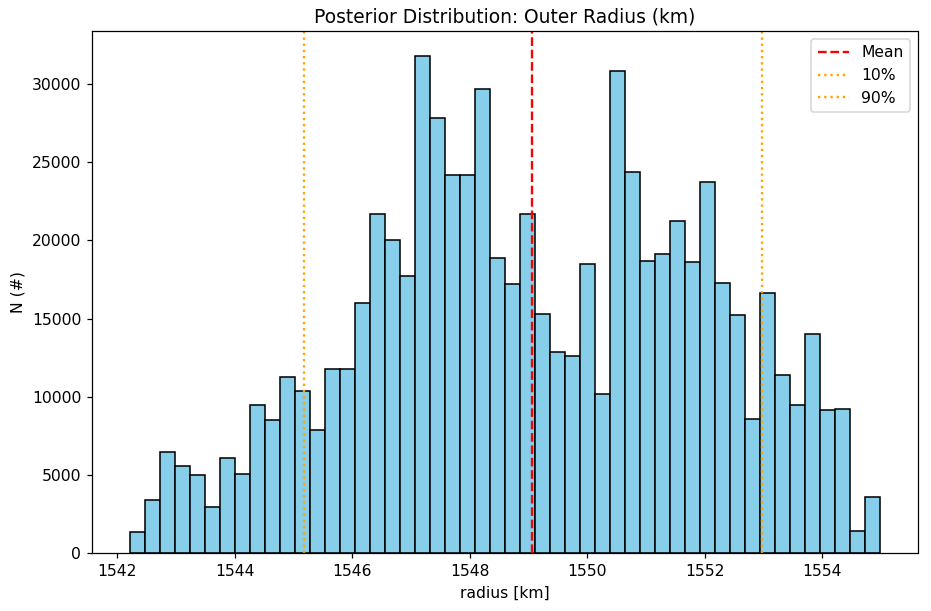 Posterior Distribution: Outer Radius (km)
Mean
10%
90%
N (#)
30000
25000
20000
15000
10000
5000
0
1542 1544 1546 1548 1550 1552 1554
radius [km]